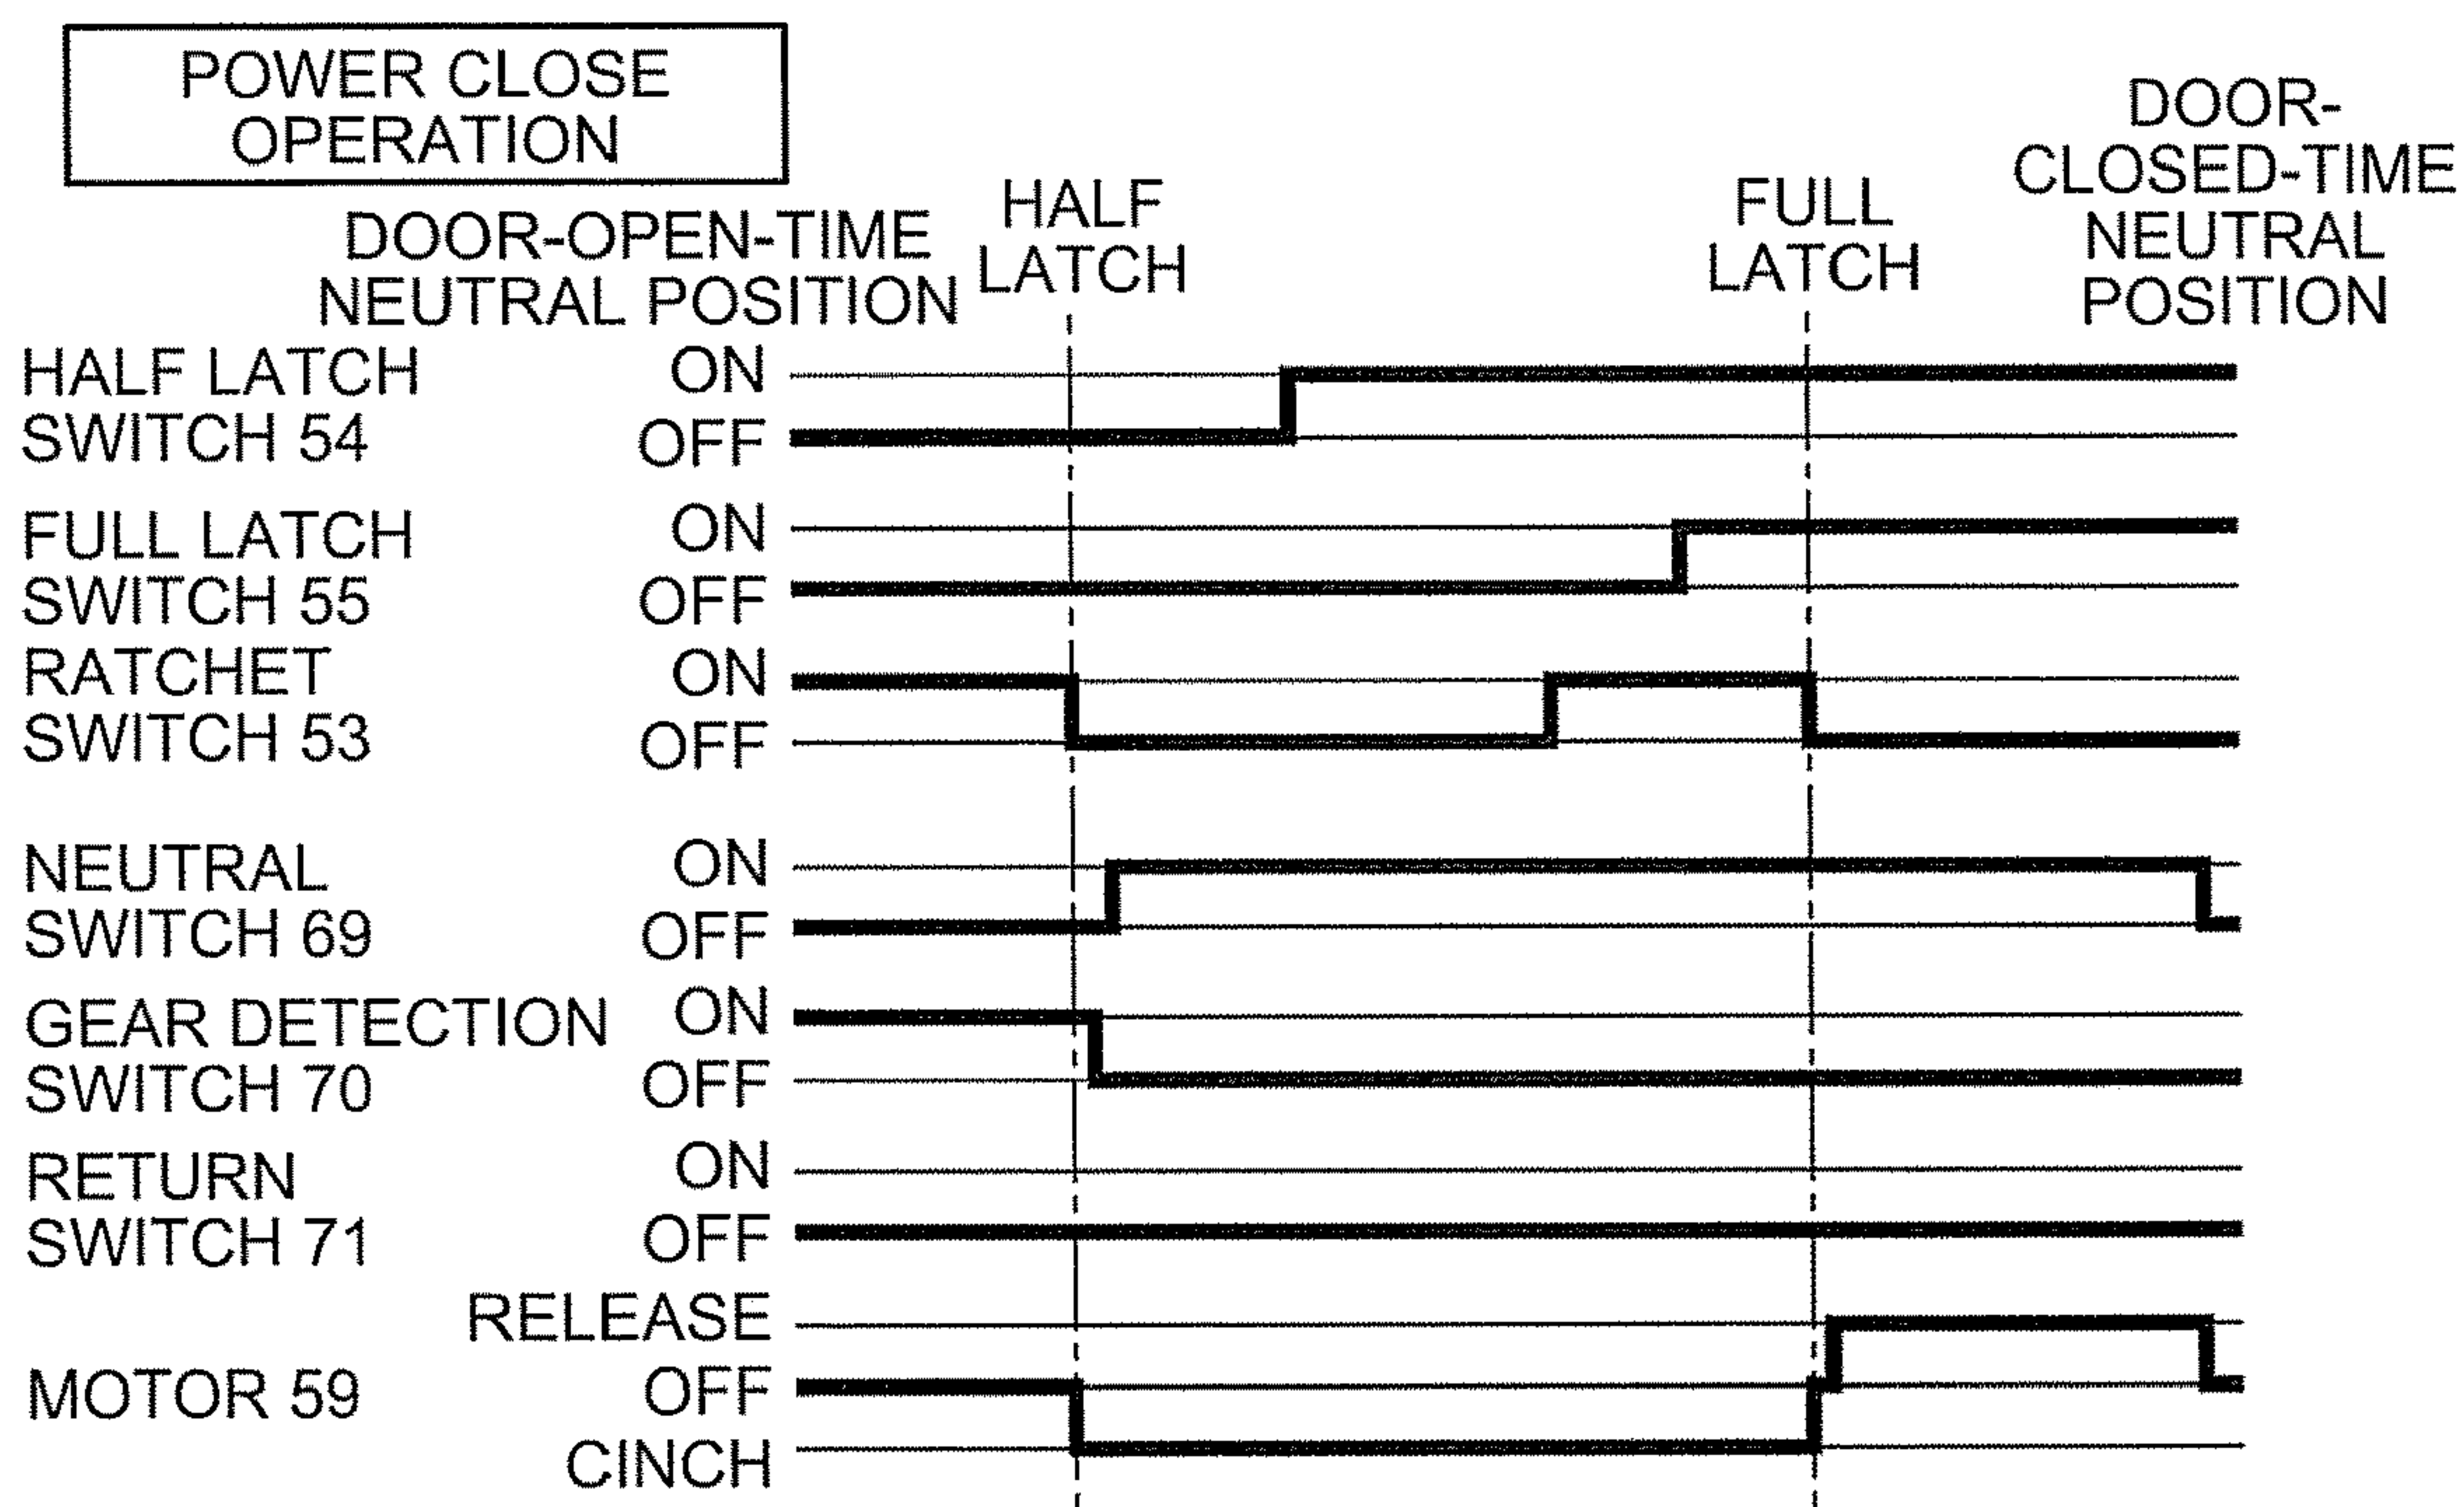 POWER CLOSE
OPERATION
DOOR-OPEN-TIME
NEUTRAL POSITION
HALF
LATCH
FULL
LATCH
DOOR-
CLOSED-TIME
NEUTRAL
POSITION
HALF LATCH
SWITCH 54
ON
OFF
FULL LATCH
SWITCH 55
ON
OFF
RATCHET
SWITCH 53
ON
OFF
NEUTRAL
SWITCH 69
ON
OFF
GEAR DETECTION
SWITCH 70
ON
OFF
RETURN
SWITCH 71
ON
OFF
MOTOR 59
RELEASE
OFF
CINCH